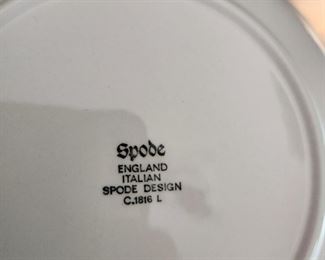 Spode
ENGLAND
ITALIAN
SPODE DESIGN
C.1816 L